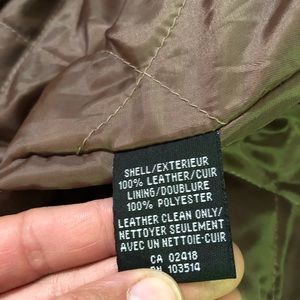 SHELL/EXTERIEUR
100% LEATHER/CUIR
LINING/DOUBLURE
100% POLYESTER
LEATHER CLEAN ONLY/
NETTOYER SEULEMENT
AVEC UN NETTOIE-CUIR
CA 02418
RN 103514